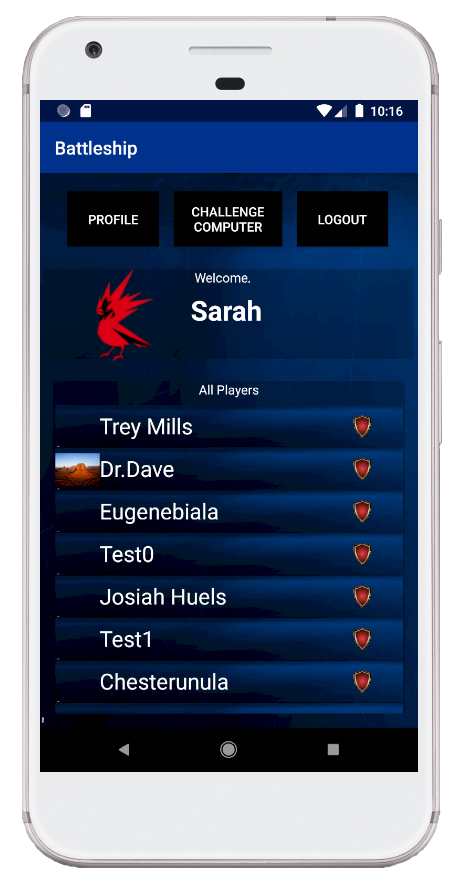 10:16
Battleship
PROFILE
CHALLENGE
COMPUTER
LOGOUT
Welcome,
Sarah
All Players
Trey Mills
Dr.Dave
Eugenebiala
Test0
Josiah Huels
Test1
Chesterunula